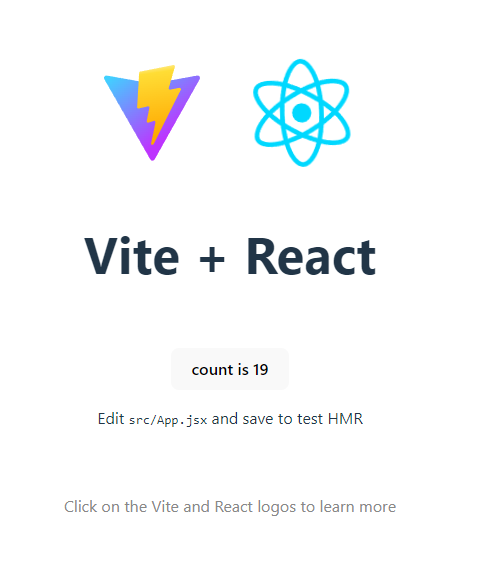 Vite + React
count is 19
Edit src/App.jsx and save to test HMR
Click on the Vite and React logos to learn more